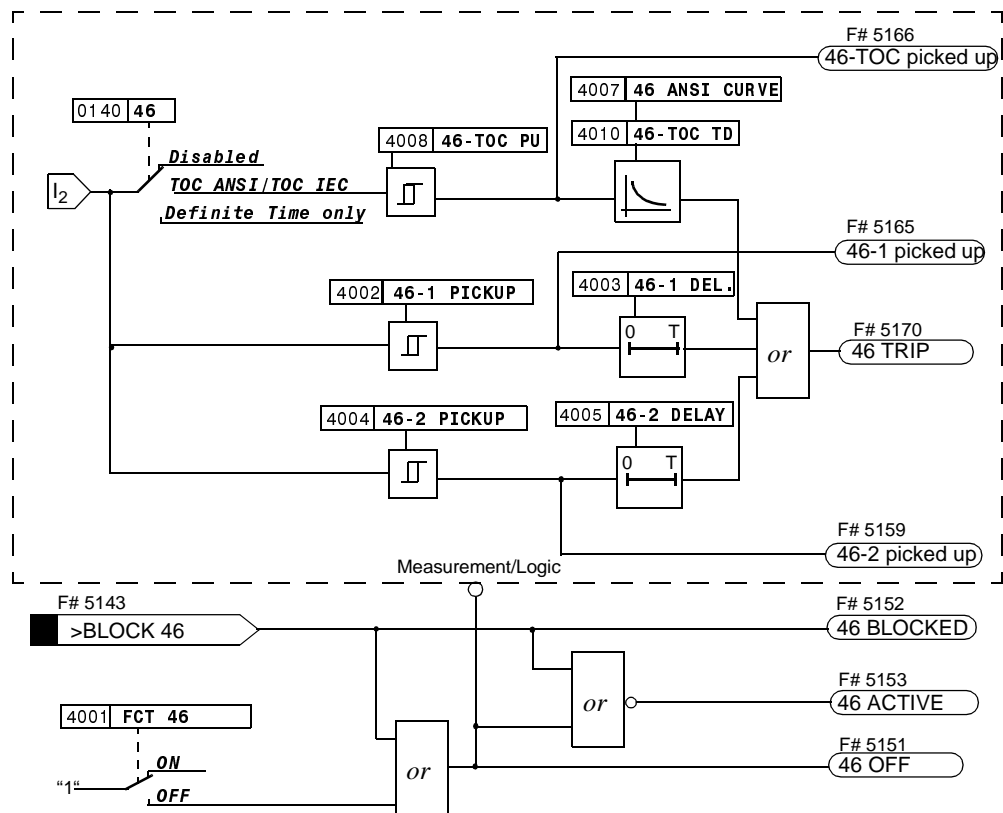 F# 5166
46-TOC picked up
4007 46 ANSI CURVE
0140 46
4010 46-TOC TD
4008 46-TOC PU
Disabled
I2
TOC ANSI/TOC IEC
Definite Time only
F# 5165
46-1 picked up
4002 46-1 PICKUP
4003 46-1 DEL.
0 T
or
F# 5170
46 TRIP
4004 46-2 PICKUP
4005 46-2 DELAY
0 T
F# 5159
46-2 picked up
Measurement/Logic
F# 5143
>BLOCK 46
F# 5152
46 BLOCKED
or
F# 5153
46 ACTIVE
4001 FCT 46
F# 5151
46 OFF
or
ON
"1"
OFF